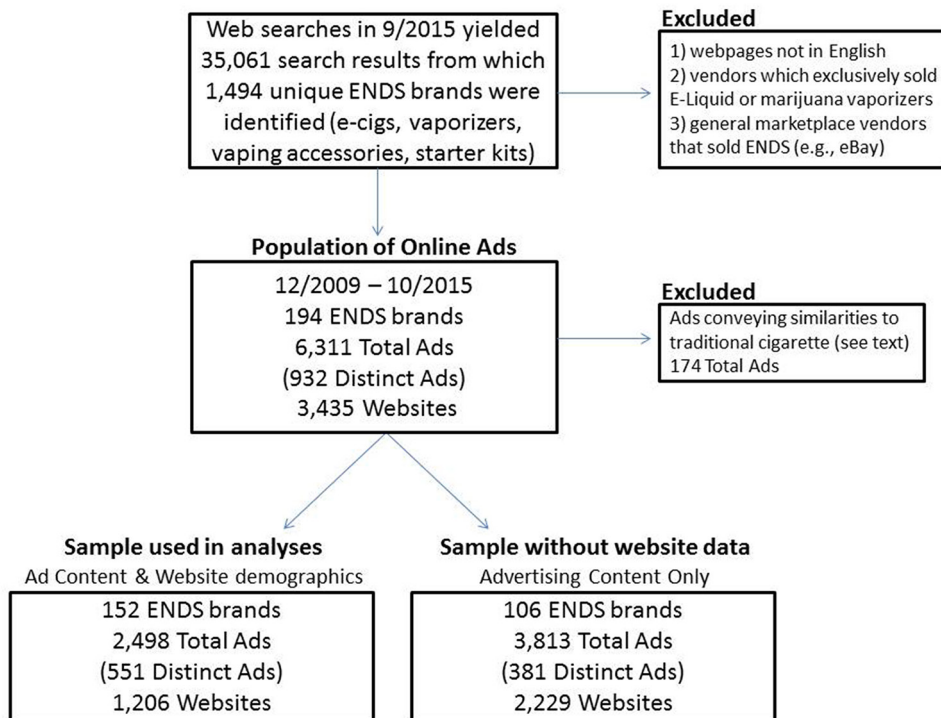 Web searches in 9/2015 yielded
35,061 search results from which
1,494 unique ENDS brands were
identified (e-cigs, vaporizers,
vaping accessories, starter kits)
Excluded
1) webpages not in English
2) vendors which exclusively sold
E-Liquid or marijuana vaporizers
3) general marketplace vendors
that sold ENDS (e.g., eBay)
Population of Online Ads
12/2009 – 10/2015
194 ENDS brands
6,311 Total Ads
(932 Distinct Ads)
3,435 Websites
Excluded
Ads conveying similarities to
traditional cigarette (see text)
174 Total Ads
Sample used in analyses
Ad Content & Website demographics
152 ENDS brands
2,498 Total Ads
(551 Distinct Ads)
1,206 Websites
Sample without website data
Advertising Content Only
106 ENDS brands
3,813 Total Ads
(381 Distinct Ads)
2,229 Websites